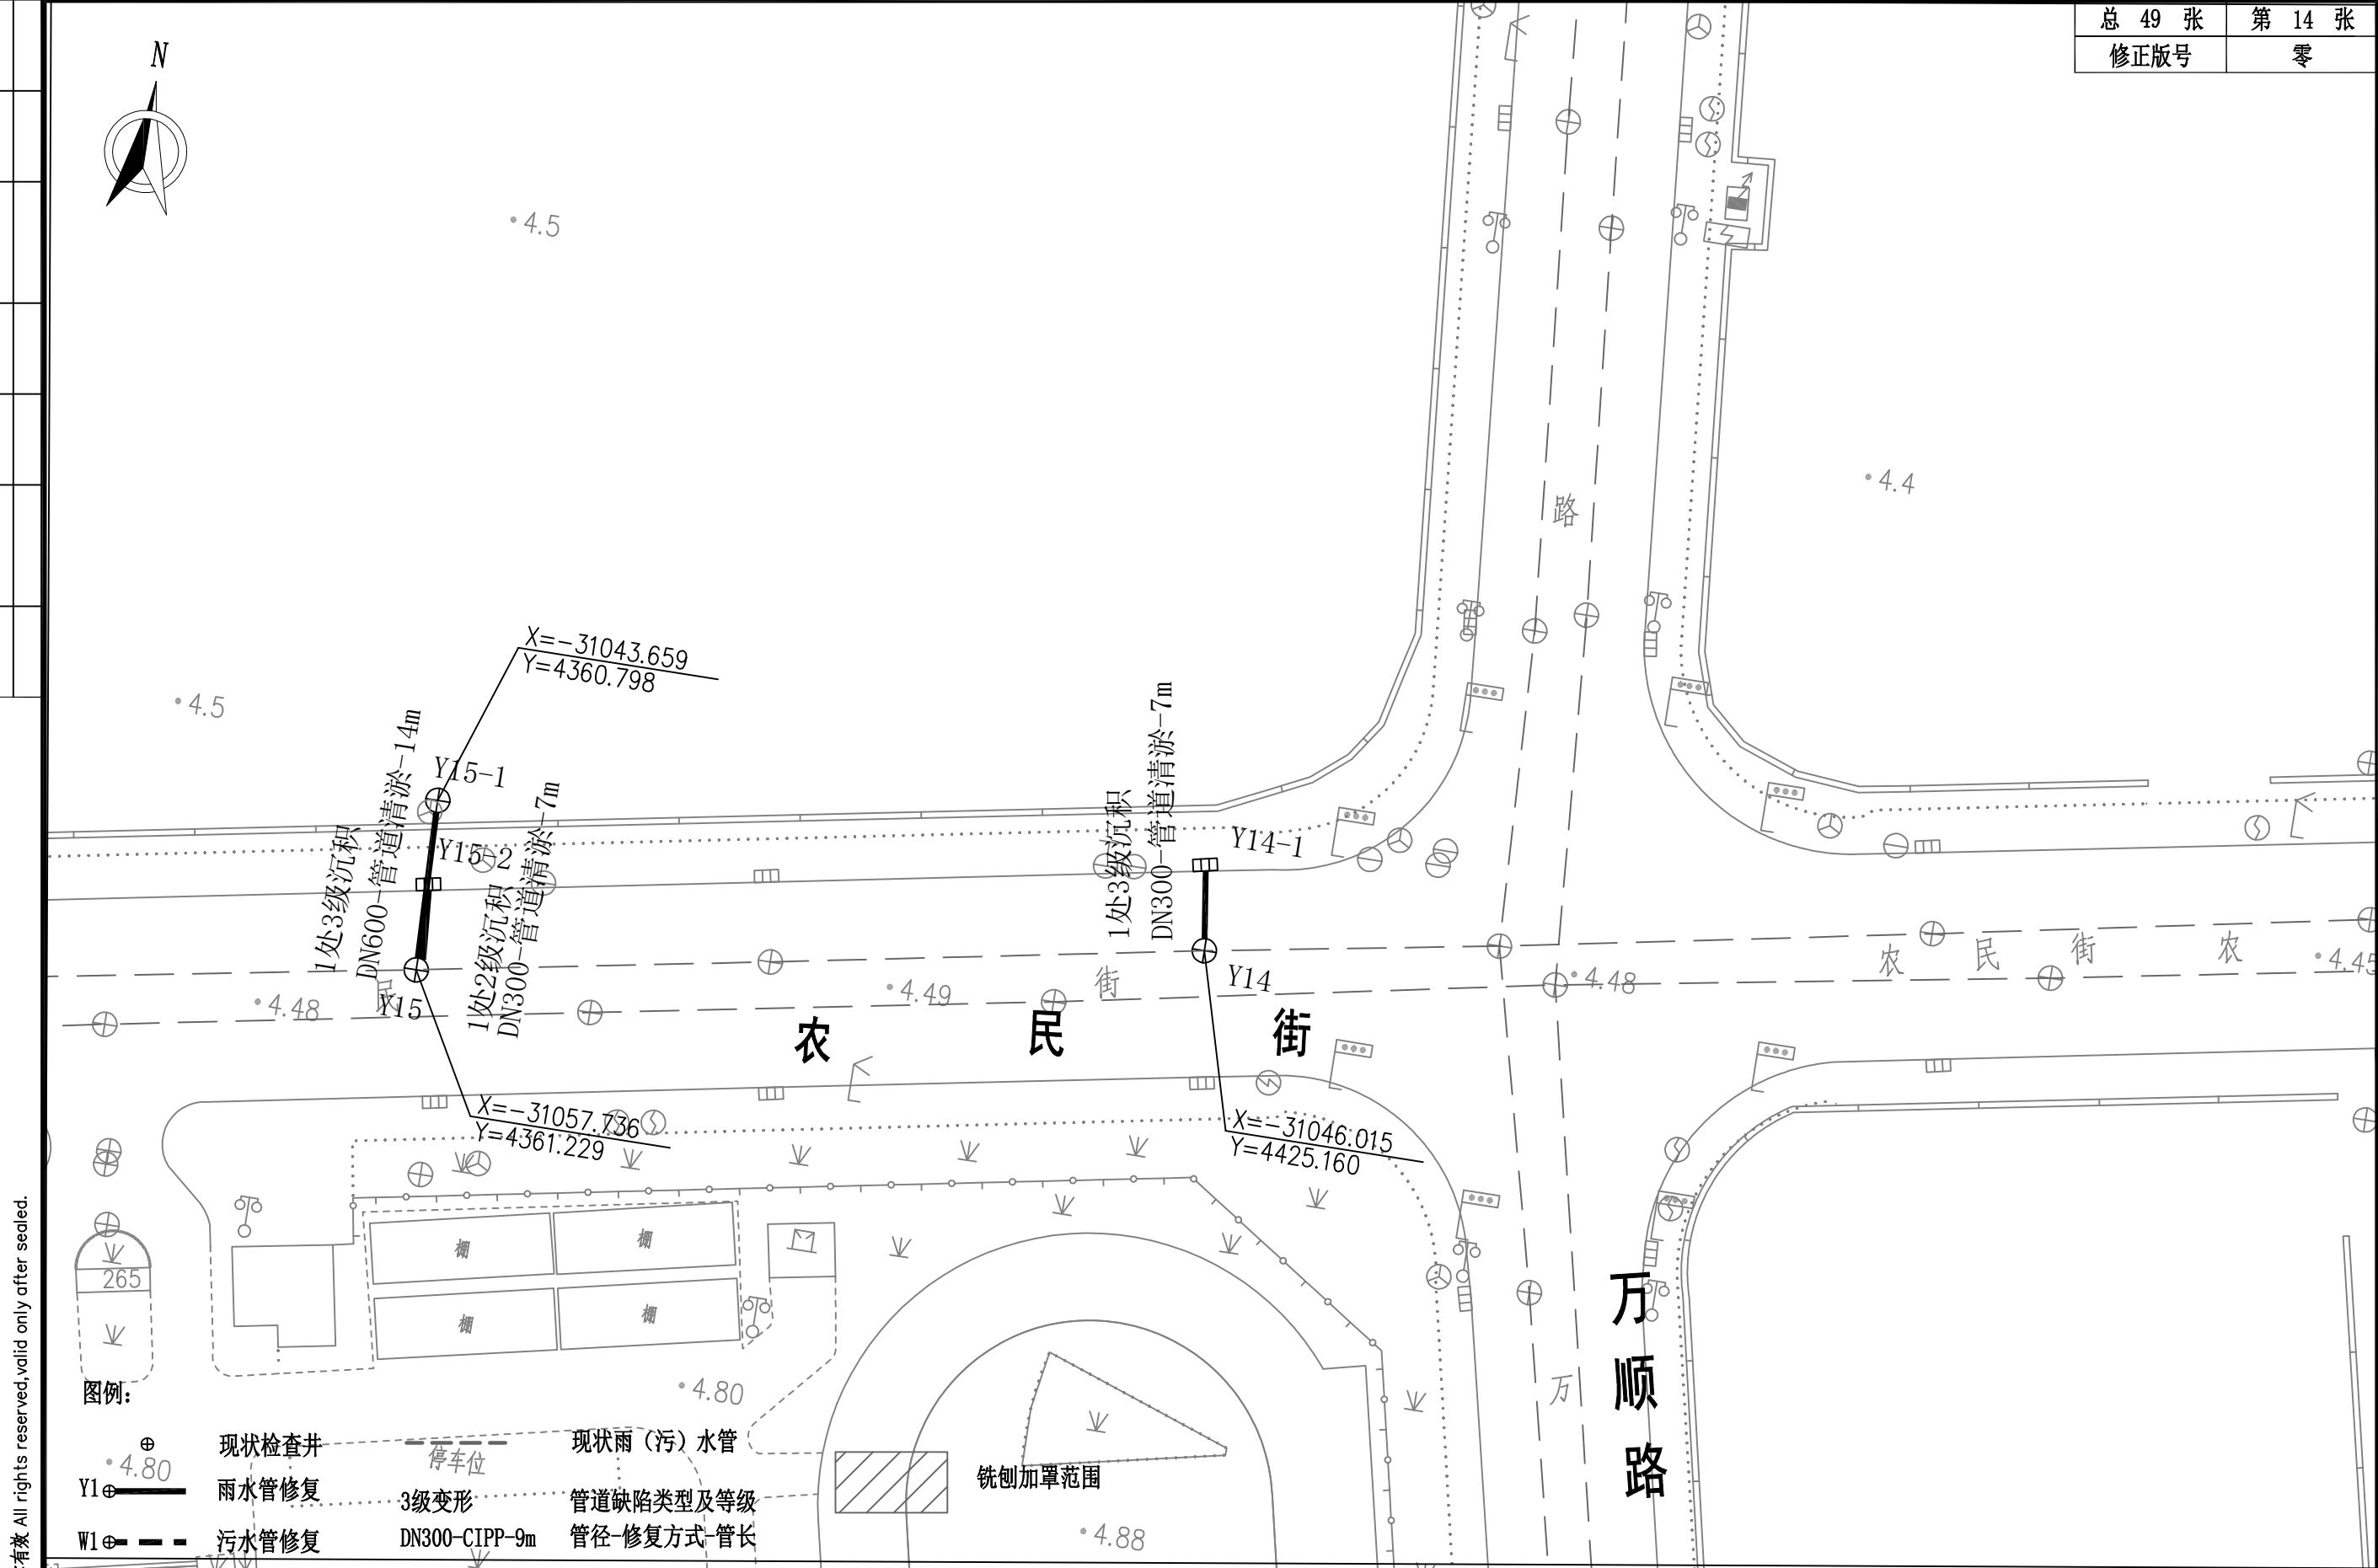 总 49 张 第 14 张
修正版号 零
N
4.5
4.4
路
X=-31043.659
Y=4360.798
4.5
1处3级沉积
DN600-管道清淤-14m
Y15-1
Y15-2
1处2级沉积 2
DN300-管道清淤-7m
Y15
1处3级沉积
DN300-管道清淤-7m
Y14-1
Y14
民
街
农 民 街 农
4.48
4.49
4.48
4.45
农 民 街
X=-31057.736
Y=4361.229
X=-31046.015
Y=4425.160
棚
棚
棚
棚
265
4.80
4.80
4.88
停车位
万
万
顺
路
图例:
现状检查井
现状雨（污）水管
Y1
雨水管修复
3级变形
管道缺陷类型及等级
W1
污水管修复
DN300-CIPP-9m
管径-修复方式-管长
铣刨加罩范围
有效 All rights reserved,valid only after sealed.